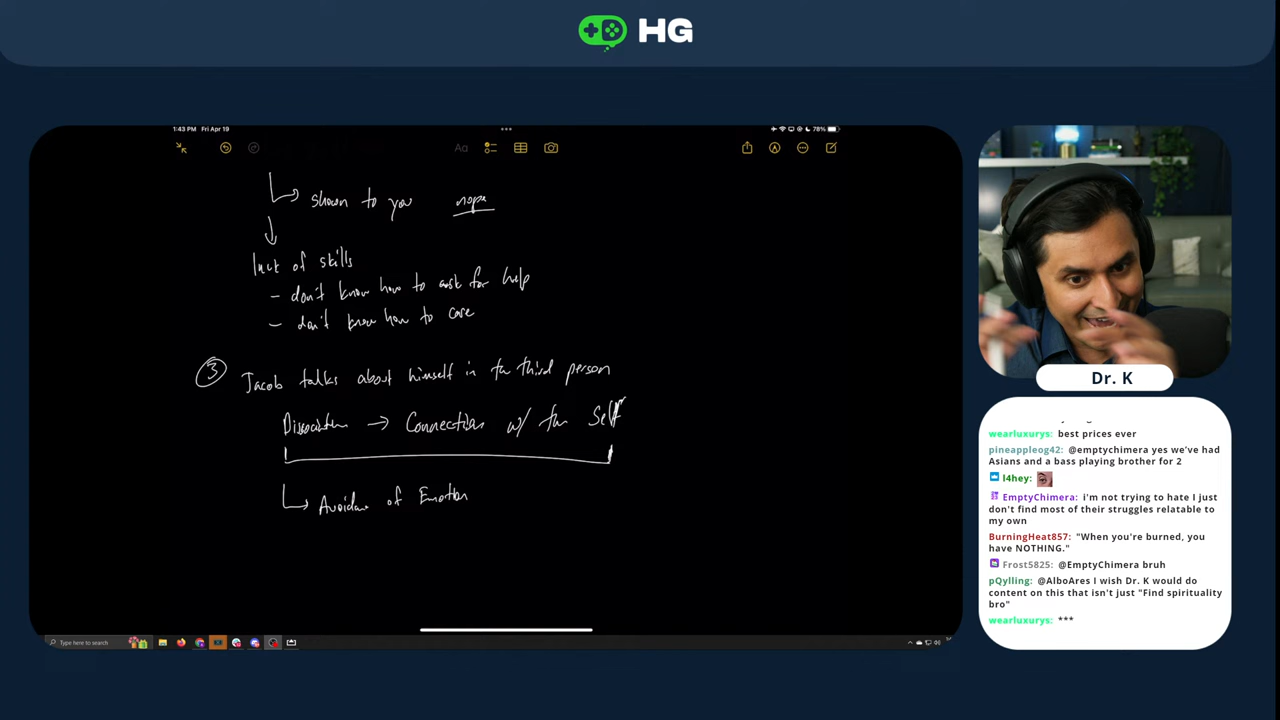 HG
1:43 PM Fri Apr 19
78%
Aa
shown to you nope
lack of skills
- don't know how to ask for help
- don't know how to care
③ Jacob talks about himself in the third person
Dissociation → Connection w/ the Self
Avoidance of Emotion
Type here to search
Dr. K
wearluxurys: best prices ever
pineappleog42: @emptychimera yes we've had
Asians and a bass playing brother for 2
l4hey:
EmptyChimera: i'm not trying to hate I just
don't find most of their struggles relatable to
my own
BurningHeat857: "When you're burned, you
have NOTHING."
Frost5825: @EmptyChimera bruh
pQylling: @AlboAres I wish Dr. K would do
content on this that isn't just "Find spirituality
bro"
wearluxurys: ***